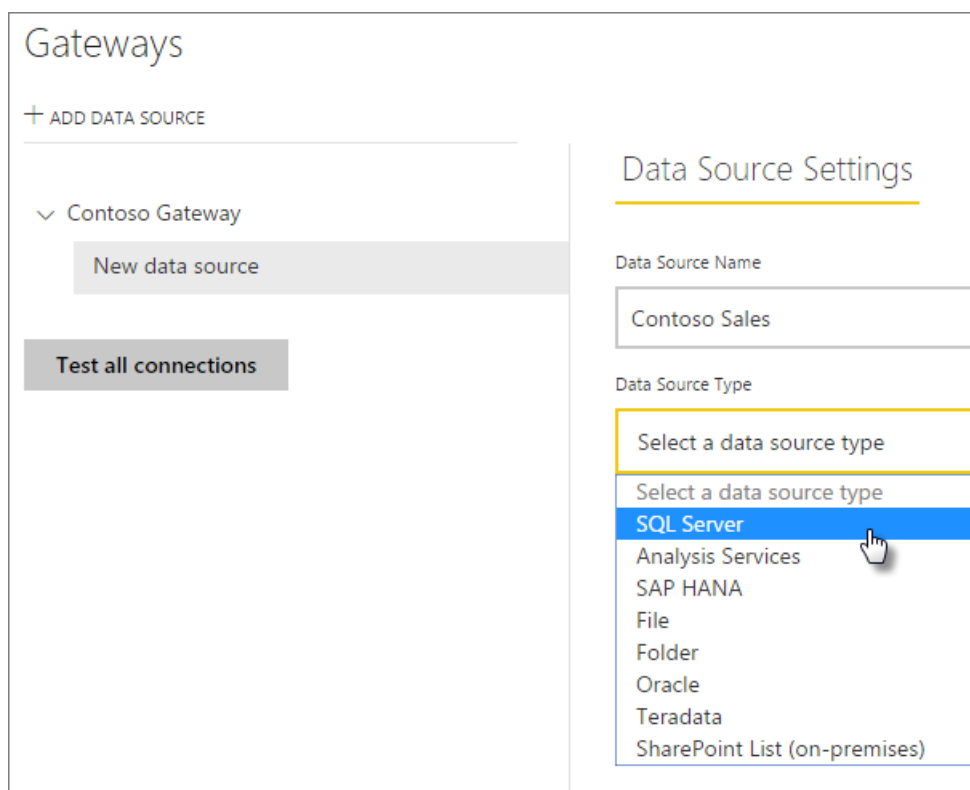 Gateways
+ ADD DATA SOURCE
Contoso Gateway
New data source
Test all connections
Data Source Settings
Data Source Name
Contoso Sales
Data Source Type
Select a data source type
Select a data source type
SQL Server
Analysis Services
SAP HANA
File
Folder
Oracle
Teradata
SharePoint List (on-premises)